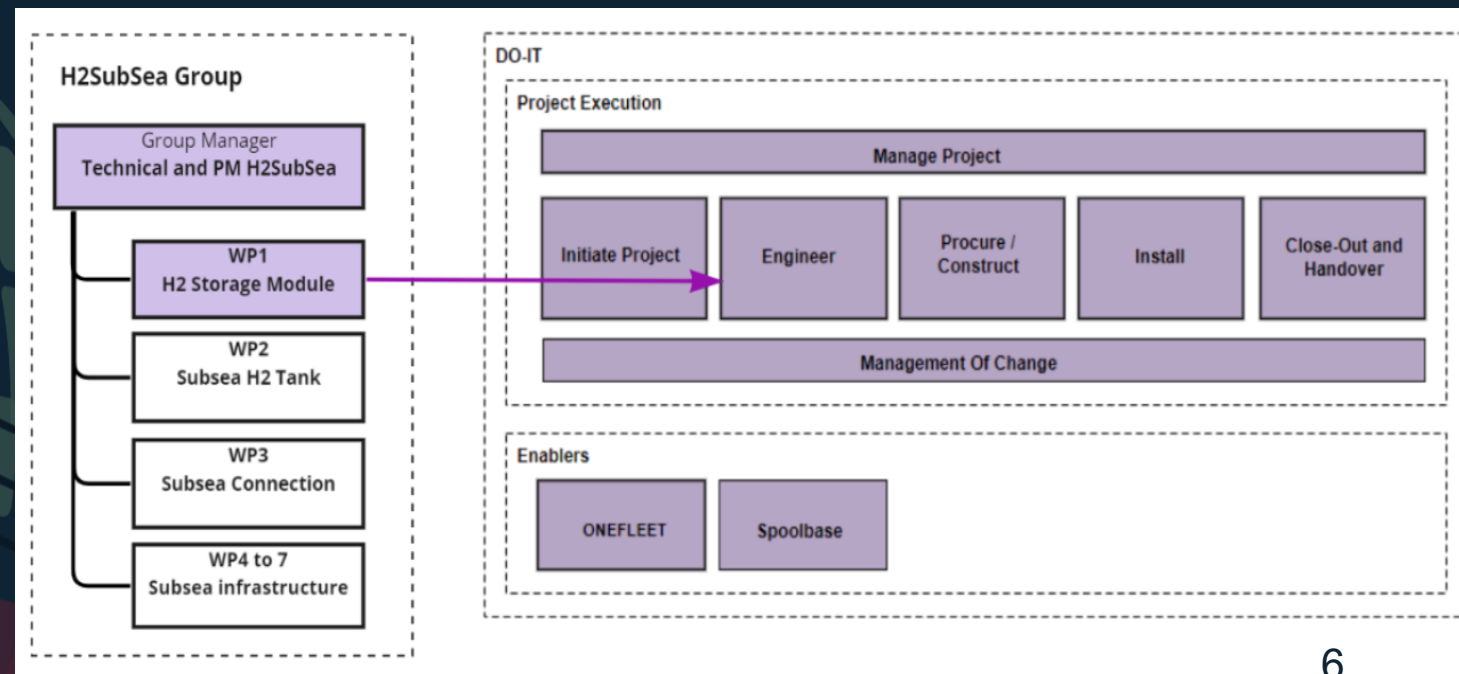 H2SubSea Group
Group Manager
Technical and PM H2SubSea
WP1
H2 Storage Module
WP2
Subsea H2 Tank
WP3
Subsea Connection
WP4 to 7
Subsea infrastructure
DO-IT
Project Execution
Manage Project
Initiate Project
Engineer
Procure /
Construct
Install
Close-Out and
Handover
Management Of Change
Enablers
ONEFLEET
Spoolbase
6